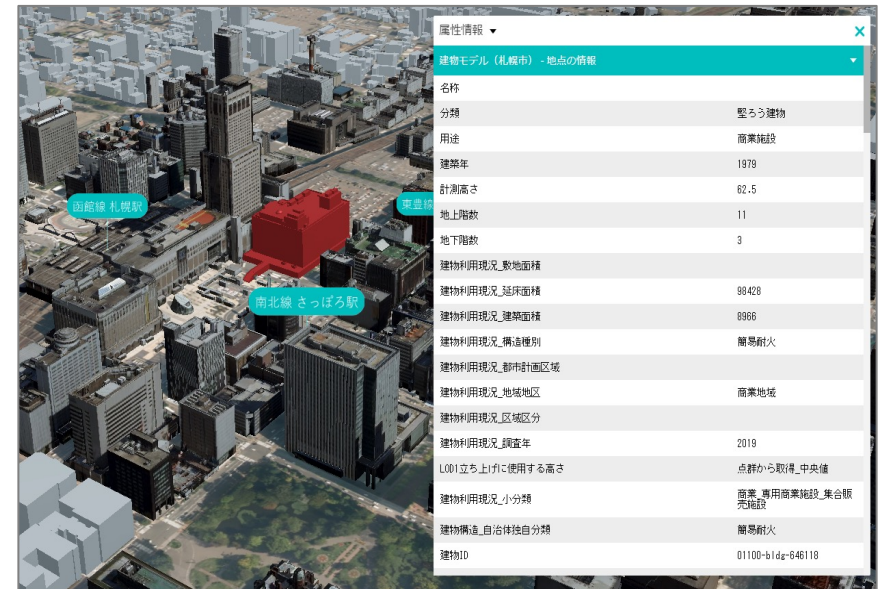 属性情報 ▼ ×
建物モデル（札幌市） - 地点の情報
名称
分類 堅ろう建物
用途 商業施設
建築年 1979
計測高さ 62.5
地上階数 11
地下階数 3
建物利用現況_敷地面積
建物利用現況_延床面積 98428
建物利用現況_建築面積 8966
建物利用現況_構造種別 簡易耐火
建物利用現況_都市計画区域
建物利用現況_地域地区 商業地域
建物利用現況_区域区分
建物利用現況_調査年 2019
LOD1立ち上げに使用する高さ 点群から取得_中央値
建物利用現況_小分類 商業_専用商業施設_集合販
売施設
建物構造_自治体独自分類 簡易耐火
建物ID 01100-bldg-646118
函館線 札幌駅
東豊線
南北線 さっぽろ駅